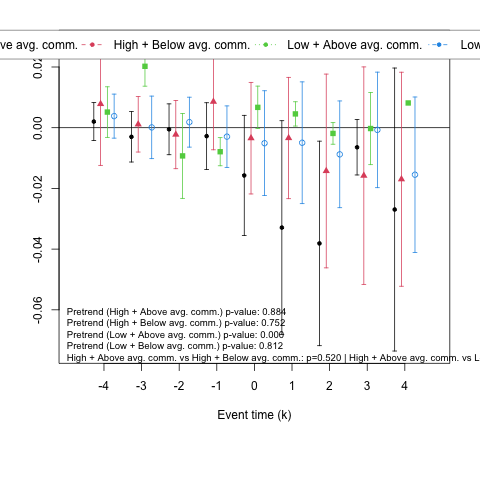 ve avg. comm. High + Below avg. comm. Low + Above avg. comm. Low
0.02
0.00
-0.02
-0.04
-0.06
Pretrend (High + Above avg. comm.) p-value: 0.884
Pretrend (High + Below avg. comm.) p-value: 0.752
Pretrend (Low + Above avg. comm.) p-value: 0.000
Pretrend (Low + Below avg. comm.) p-value: 0.812
High + Above avg. comm. vs High + Below avg. comm.: p=0.520 | High + Above avg. comm. vs L
-4 -3 -2 -1 0 1 2 3 4
Event time (k)